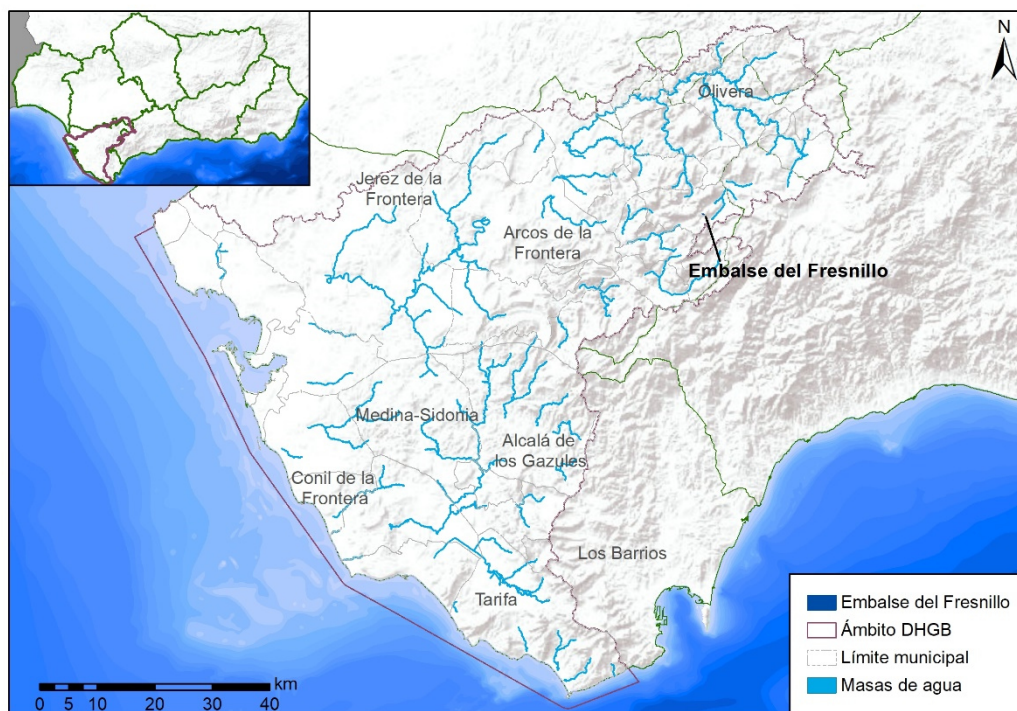 N
Olivera
Jerez de la
Frontera
Arcos de la
Frontera
Embalse del Fresnillo
Medina-Sidonia
Alcalá de
los Gazules
Conil de la
Frontera
Los Barrios
Tarifa
Embalse del Fresnillo
Ámbito DHGB
Límite municipal
Masas de agua
km
0 5 10 20 30 40